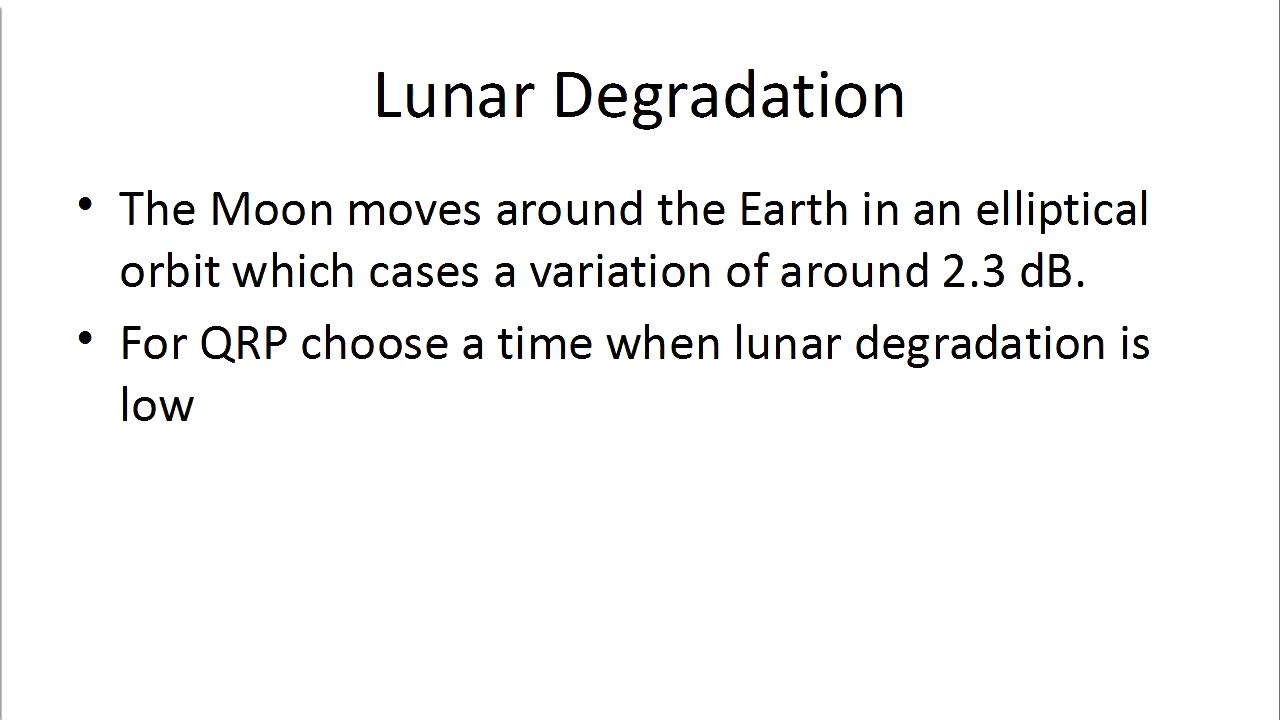 Lunar Degradation
• The Moon moves around the Earth in an elliptical
orbit which cases a variation of around 2.3 dB.
• For QRP choose a time when lunar degradation is
low